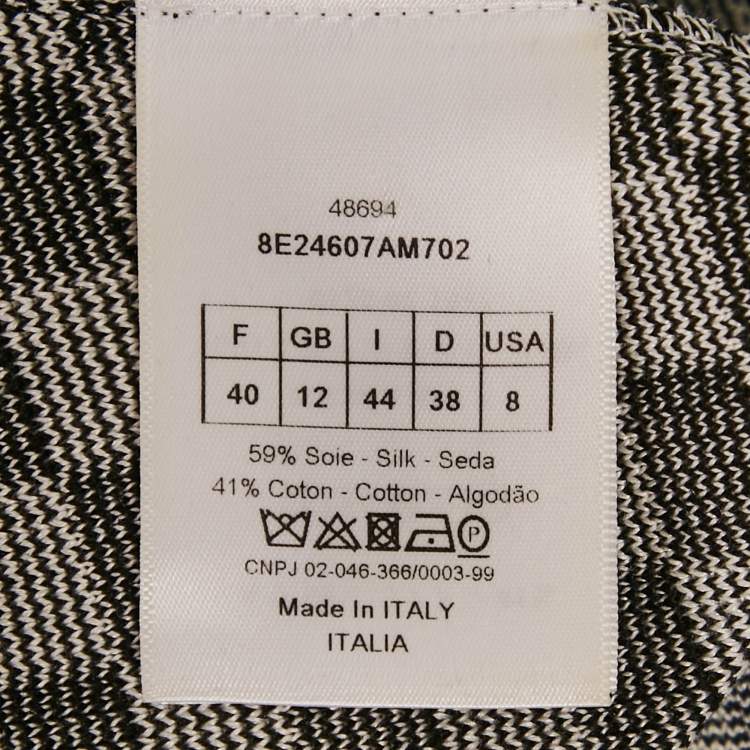 48694
8E24607AM702
F GB I D USA
40 12 44 38 8
59% Soie - Silk - Seda
41% Coton - Cotton - Algodão
P
CNPJ 02-046-366/0003-99
Made In ITALY
ITALIA